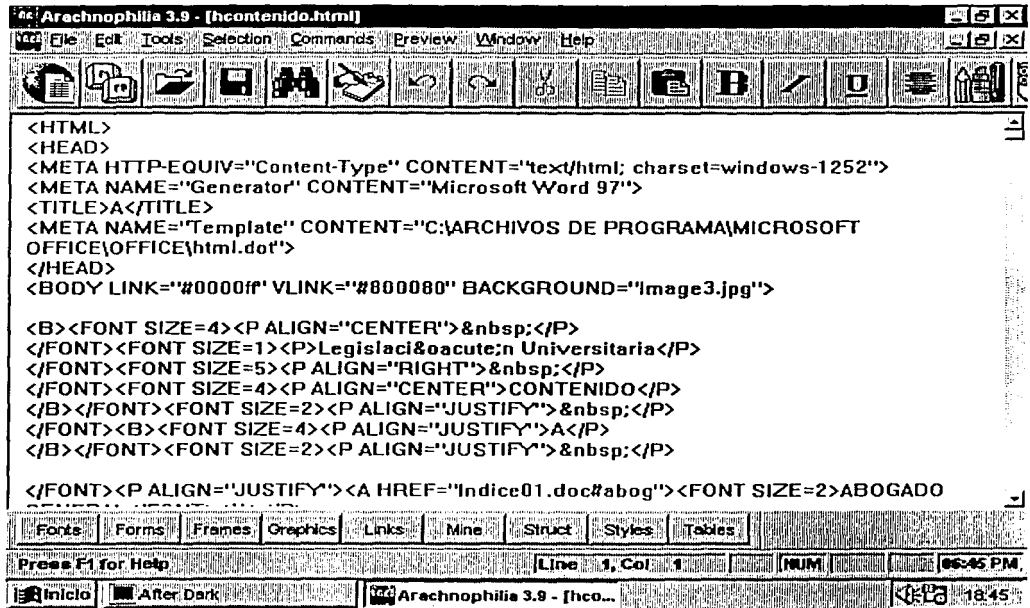 Arachnophilia 3.9 - [hcontenido.html]
File Edit Tools Selection Commands Preview Window Help
B U
<HTML>
<HEAD>
<META HTTP-EQUIV="Content-Type" CONTENT="text/html; charset=windows-1252">
<META NAME="Generator" CONTENT="Microsoft Word 97">
<TITLE>A</TITLE>
<META NAME="Template" CONTENT="C:\ARCHIVOS DE PROGRAMA\MICROSOFT
OFFICE\OFFICE\html.dot">
</HEAD>
<BODY LINK="#0000ff" VLINK="#800080" BACKGROUND="Image3.jpg">
<B><FONT SIZE=4><P ALIGN="CENTER">&nbsp;</P>
</FONT><FONT SIZE=1><P>Legislaci&oacute;n Universitaria</P>
</FONT><FONT SIZE=5><P ALIGN="RIGHT">&nbsp;</P>
</FONT><FONT SIZE=4><P ALIGN="CENTER">CONTENIDO</P>
</B></FONT><FONT SIZE=2><P ALIGN="JUSTIFY">&nbsp;</P>
</FONT><B><FONT SIZE=4><P ALIGN="JUSTIFY">A</P>
</B></FONT><FONT SIZE=2><P ALIGN="JUSTIFY">&nbsp;</P>
</FONT><P ALIGN="JUSTIFY"><A HREF="Indice01.doc#abog"><FONT SIZE=2>ABOGADO
Fonts Forms Frames Graphics Links Mine Struct Styles Tables
Press F1 for Help Line 1, Col 1 NUM 06:45 PM
Inicio After Dark Arachnophilia 3.9 - [hco... 18:45